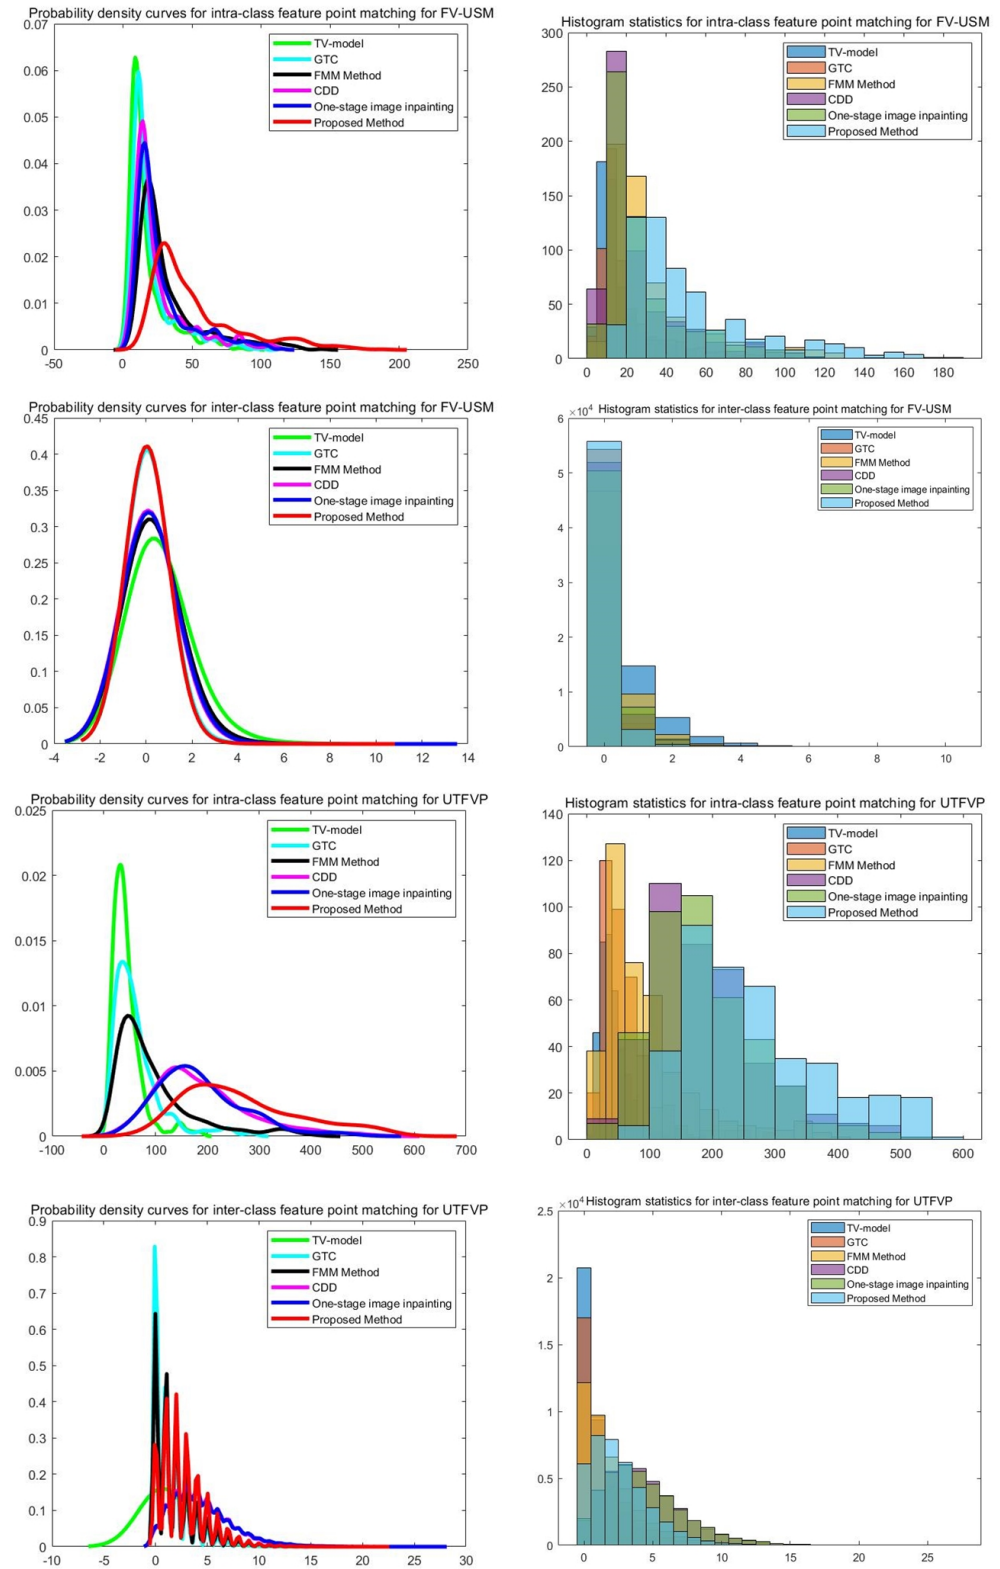 Probability density curves for intra-class feature point matching for FV-USM
0.07
0.06
0.05
0.04
0.03
0.02
0.01
0
-50 0 50 100 150 200 250
TV-model
GTC
FMM Method
CDD
One-stage image inpainting
Proposed Method
Histogram statistics for intra-class feature point matching for FV-USM
300
250
200
150
100
50
0
0 20 40 60 80 100 120 140 160 180
TV-model
GTC
FMM Method
CDD
One-stage image inpainting
Proposed Method
Probability density curves for inter-class feature point matching for FV-USM
0.45
0.4
0.35
0.3
0.25
0.2
0.15
0.1
0.05
0
-4 -2 0 2 4 6 8 10 12 14
TV-model
GTC
FMM Method
CDD
One-stage image inpainting
Proposed Method
×10⁴ Histogram statistics for inter-class feature point matching for FV-USM
6
5
4
3
2
1
0
0 2 4 6 8 10
TV-model
GTC
FMM Method
CDD
One-stage image inpainting
Proposed Method
Probability density curves for intra-class feature point matching for UTFVP
0.025
0.02
0.015
0.01
0.005
0
-100 0 100 200 300 400 500 600 700
TV-model
GTC
FMM Method
CDD
One-stage image inpainting
Proposed Method
Histogram statistics for intra-class feature point matching for UTFVP
140
120
100
80
60
40
20
0
0 100 200 300 400 500 600
TV-model
GTC
FMM Method
CDD
One-stage image inpainting
Proposed Method
Probability density curves for inter-class feature point matching for UTFVP
0.9
0.8
0.7
0.6
0.5
0.4
0.3
0.2
0.1
0
-10 -5 0 5 10 15 20 25 30
TV-model
GTC
FMM Method
CDD
One-stage image inpainting
Proposed Method
×10⁴ Histogram statistics for inter-class feature point matching for UTFVP
2.5
2
1.5
1
0.5
0
0 5 10 15 20 25
TV-model
GTC
FMM Method
CDD
One-stage image inpainting
Proposed Method